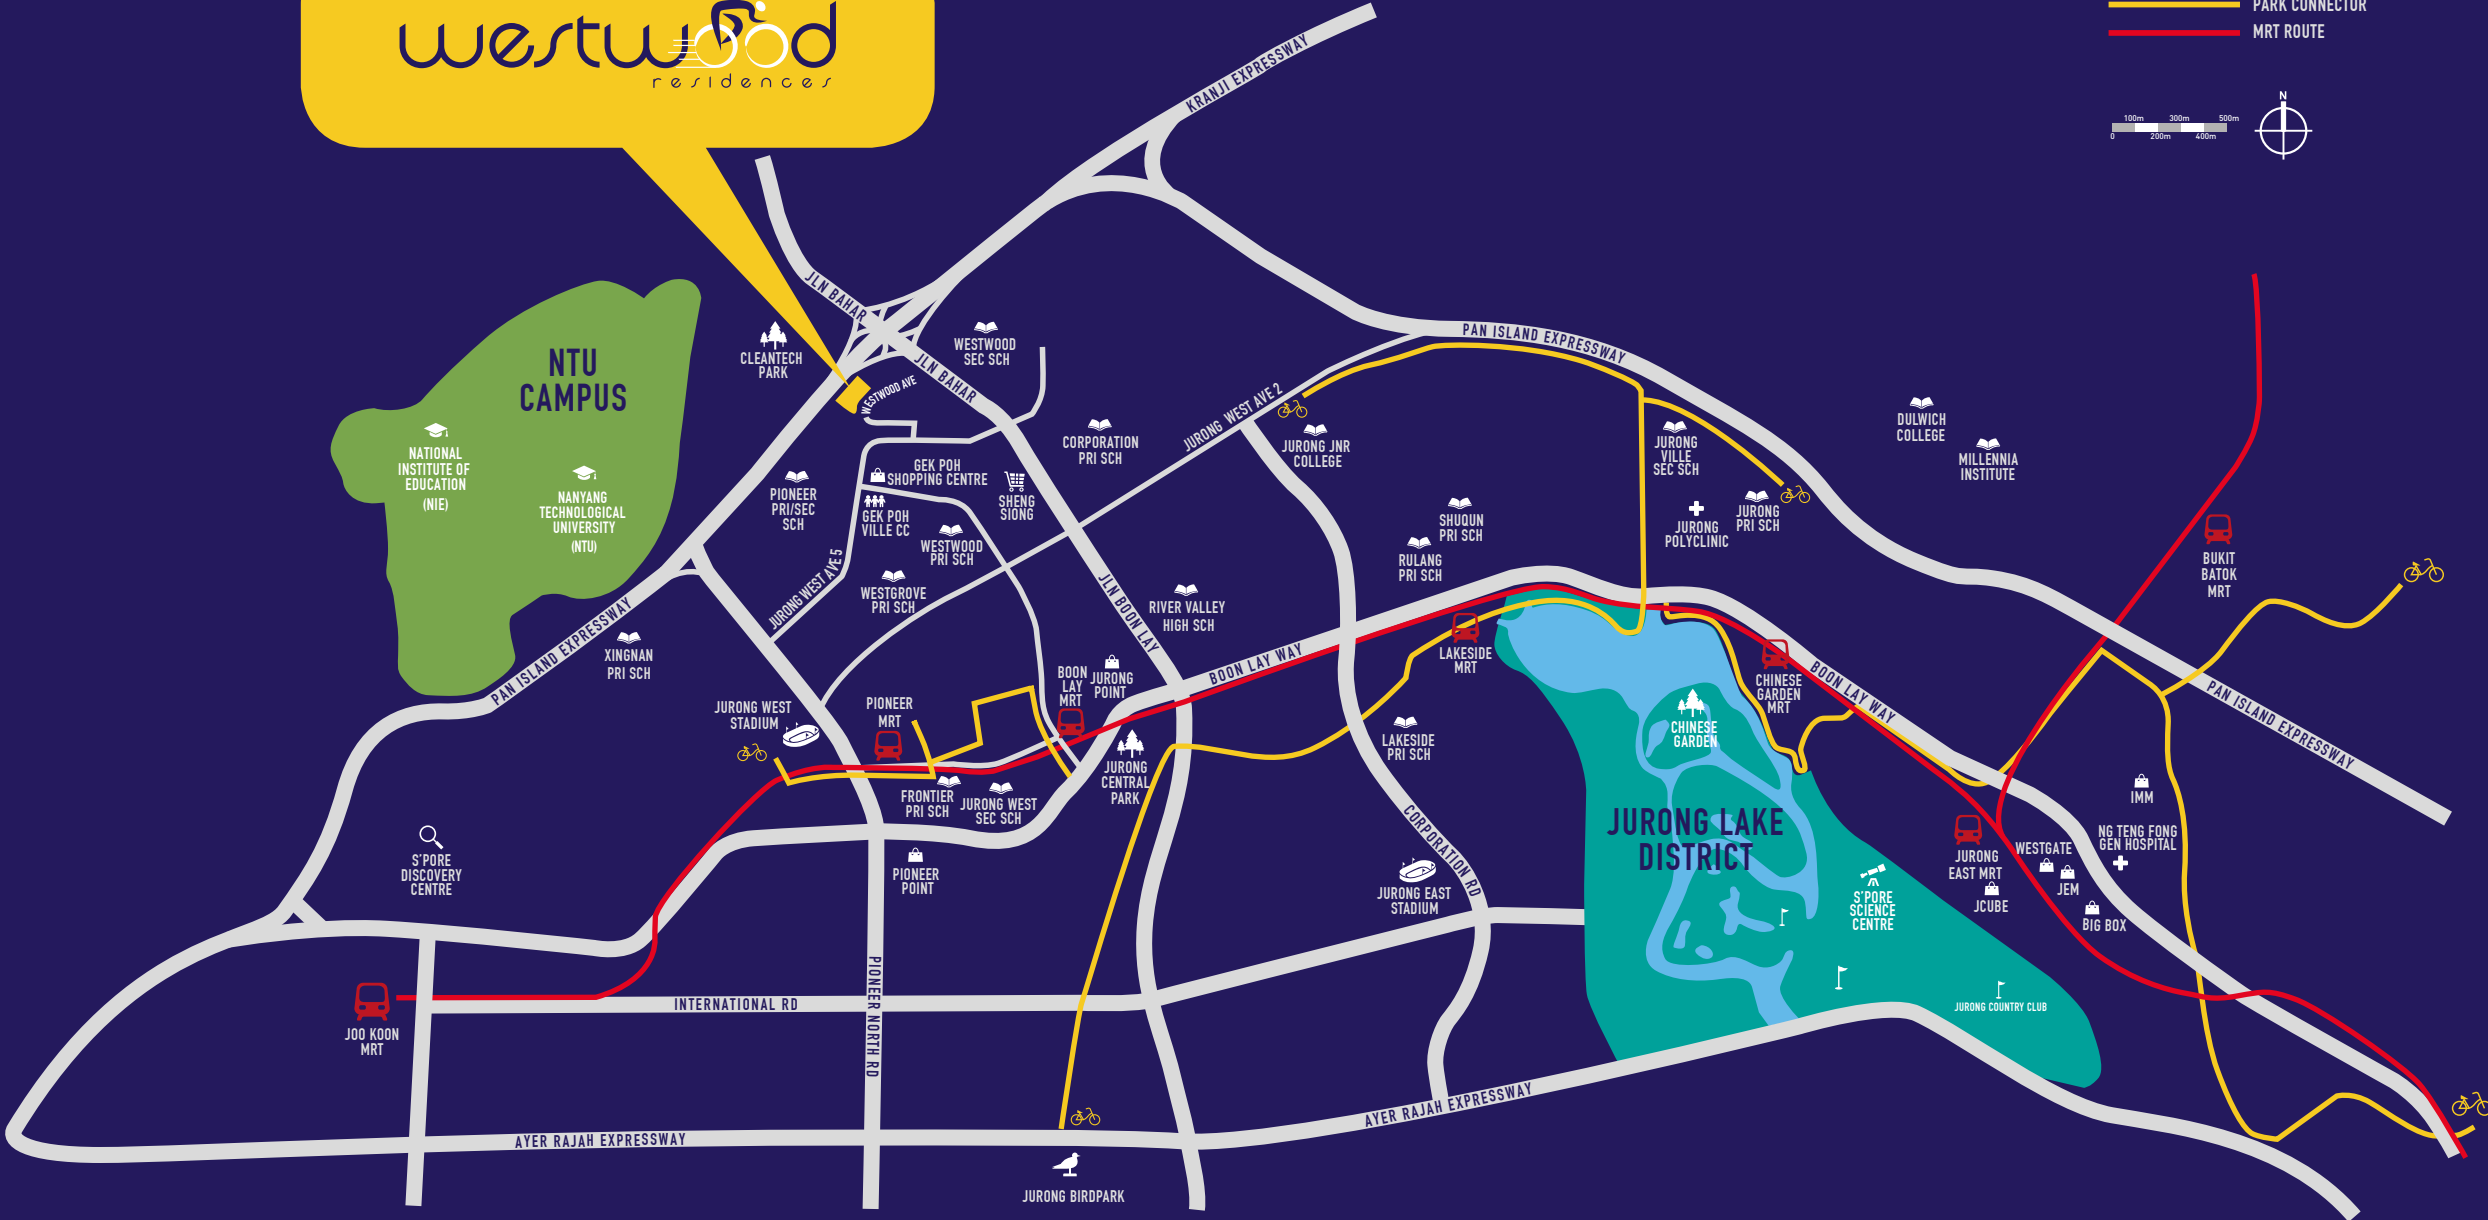 westwood
residences
PARK CONNECTOR
MRT ROUTE
N
100m 300m 500m
0 200m 400m
KRANJI EXPRESSWAY
JLN BAHAR
JLN BAHAR
PAN ISLAND EXPRESSWAY
CLEANTECH
PARK
WESTWOOD
SEC SCH
WESTWOOD AVE
NTU
CAMPUS
NATIONAL
INSTITUTE OF
EDUCATION
(NIE)
NANYANG
TECHNOLOGICAL
UNIVERSITY
(NTU)
CORPORATION
PRI SCH
JURONG WEST AVE 2
JURONG JNR
COLLEGE
JURONG
VILLE
SEC SCH
DULWICH
COLLEGE
MILLENNIA
INSTITUTE
GEK POH
SHOPPING CENTRE
SHENG
SIONG
PIONEER
PRI/SEC
SCH
GEK POH
VILLE CC
WESTWOOD
PRI SCH
SHUQUN
PRI SCH
RULANG
PRI SCH
JURONG
POLYCLINIC
JURONG
PRI SCH
BUKIT
BATOK
MRT
JURONG WEST AVE 5
WESTGROVE
PRI SCH
JLN BOON LAY
RIVER VALLEY
HIGH SCH
PAN ISLAND EXPRESSWAY
XINGNAN
PRI SCH
BOON LAY WAY
LAKESIDE
MRT
CHINESE
GARDEN
MRT
BOON LAY WAY
PAN ISLAND EXPRESSWAY
BOON
LAY
MRT
JURONG
POINT
JURONG WEST
STADIUM
PIONEER
MRT
CHINESE
GARDEN
LAKESIDE
PRI SCH
JURONG
CENTRAL
PARK
FRONTIER
PRI SCH
JURONG WEST
SEC SCH
IMM
JURONG LAKE
DISTRICT
CORPORATION RD
NG TENG FONG
GEN HOSPITAL
WESTGATE
JURONG
EAST MRT
JEM
JCUBE
BIG BOX
S'PORE
DISCOVERY
CENTRE
PIONEER
POINT
JURONG EAST
STADIUM
S'PORE
SCIENCE
CENTRE
PIONEER NORTH RD
INTERNATIONAL RD
JURONG COUNTRY CLUB
JOO KOON
MRT
AYER RAJAH EXPRESSWAY
AYER RAJAH EXPRESSWAY
JURONG BIRDPARK